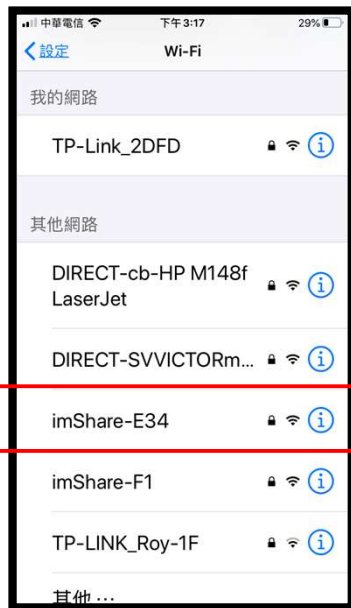 中華電信 下午3:17 29%
設定 Wi-Fi
我的網路
TP-Link_2DFD
其他網路
DIRECT-cb-HP M148f
LaserJet
DIRECT-SVVICTORm...
imShare-E34
imShare-F1
TP-LINK_Roy-1F
其他…